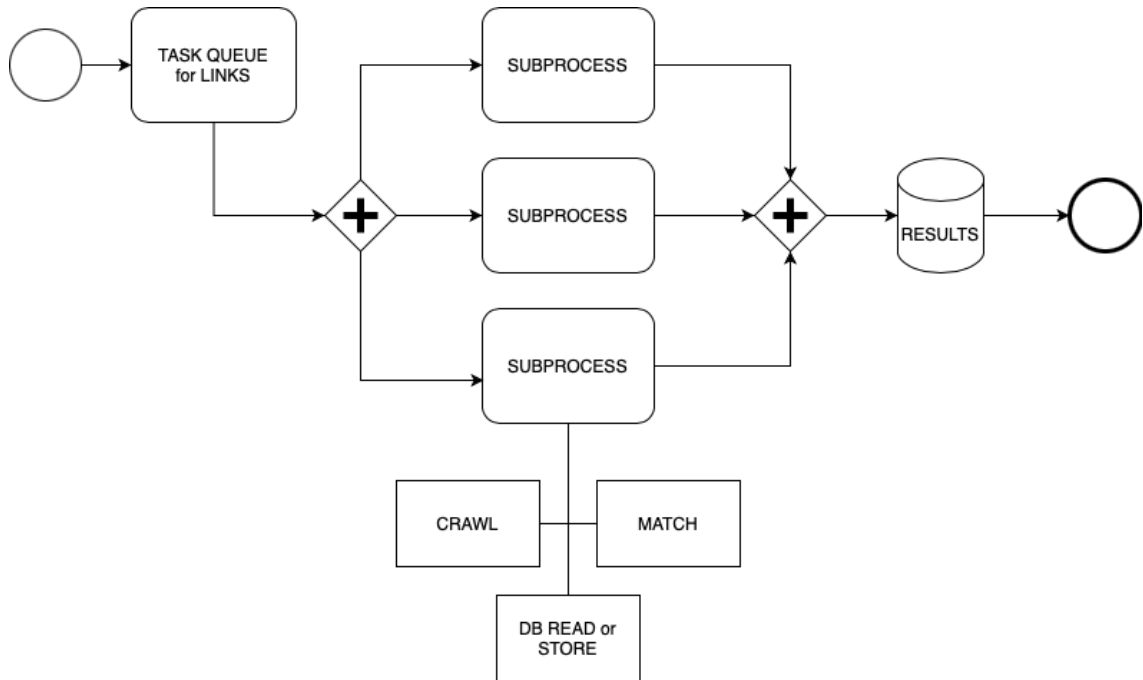 TASK QUEUE
for LINKS
SUBPROCESS
SUBPROCESS
RESULTS
SUBPROCESS
CRAWL
MATCH
DB READ or
STORE